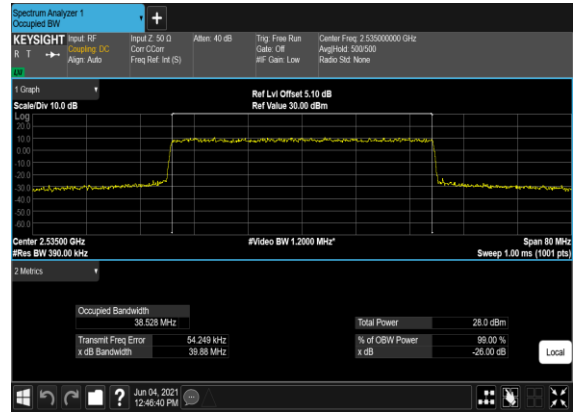 Spectrum Analyzer 1
Occupied BW
+
KEYSIGHT Input: RF Input Z: 50 Ω Atten: 40 dB Trig: Free Run Center Freq: 2.535000000 GHz
R T Coupling: DC Corr CCorr Gate: Off Avg|Hold: 500/500
Align: Auto Freq Ref: Int (S) #IF Gain: Low Radio Std: None
1 Graph
Scale/Div 10.0 dB Ref Lvl Offset 5.10 dB
Ref Value 30.00 dBm
Log
20.0
10.0
0.00
-10.0
-20.0
-30.0
-40.0
-50.0
-60.0
Center 2.53500 GHz #Video BW 1.2000 MHz* Span 80 MHz
#Res BW 390.00 kHz Sweep 1.00 ms (1001 pts)
2 Metrics
Occupied Bandwidth
38.528 MHz Total Power 28.0 dBm
Transmit Freq Error 54.249 kHz % of OBW Power 99.00 %
x dB Bandwidth 39.88 MHz x dB -26.00 dB
Local
? Jun 04, 2021
12:46:40 PM